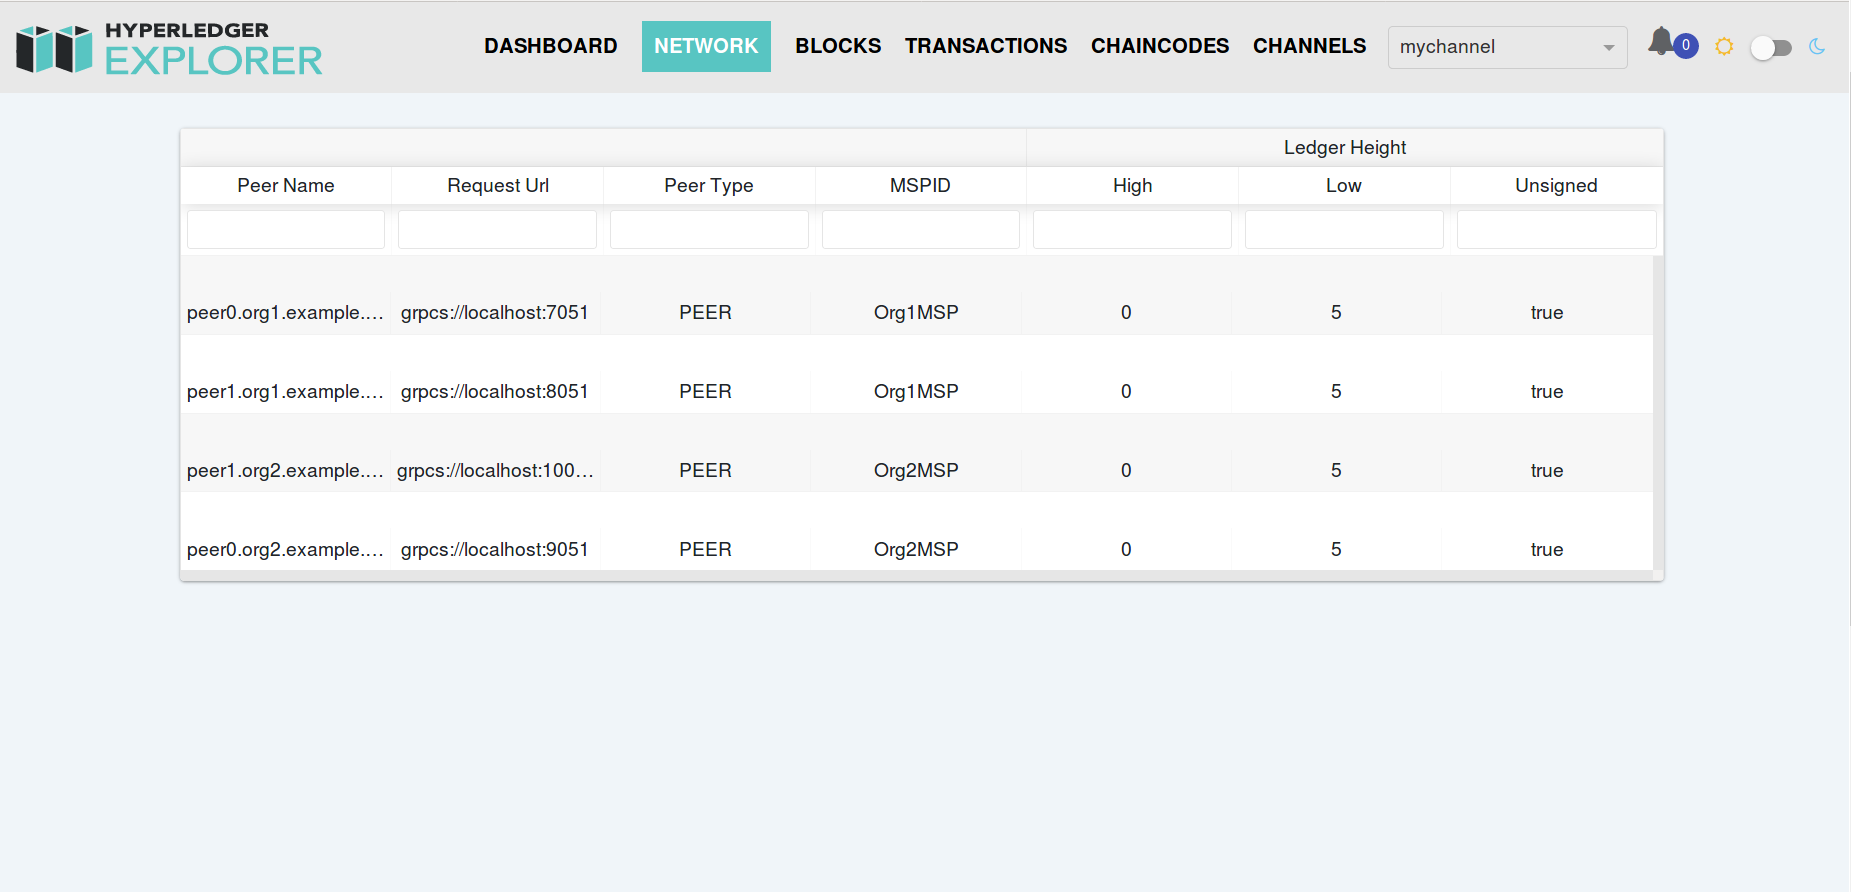 HYPERLEDGER
EXPLORER
DASHBOARD NETWORK BLOCKS TRANSACTIONS CHAINCODES CHANNELS mychannel 0
Ledger Height
Peer Name Request Url Peer Type MSPID High Low Unsigned
peer0.org1.example.... grpcs://localhost:7051 PEER Org1MSP 0 5 true
peer1.org1.example.... grpcs://localhost:8051 PEER Org1MSP 0 5 true
peer1.org2.example.... grpcs://localhost:100... PEER Org2MSP 0 5 true
peer0.org2.example.... grpcs://localhost:9051 PEER Org2MSP 0 5 true